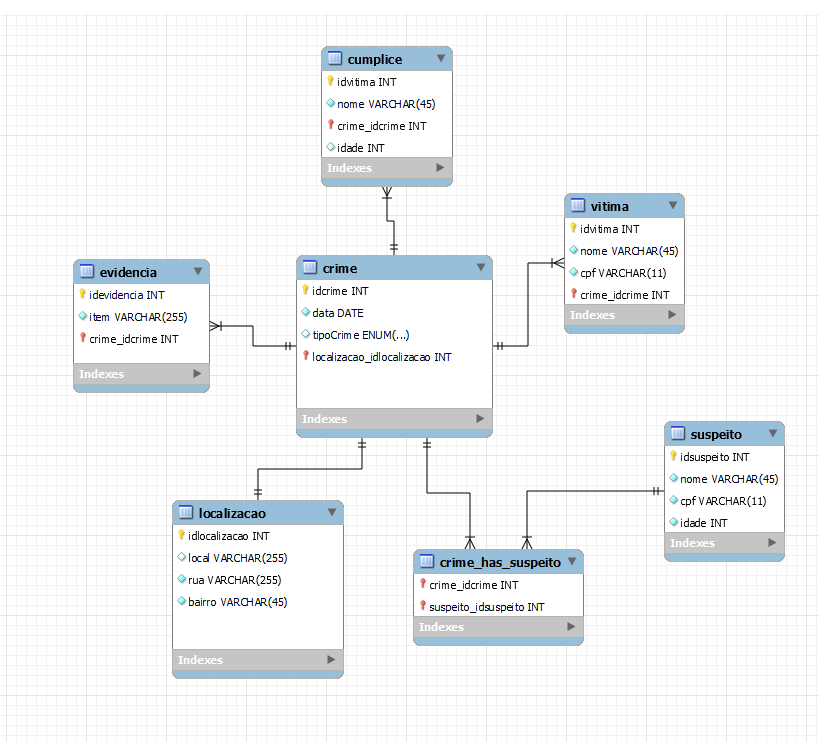 cumplice
idvitima INT
nome VARCHAR(45)
crime_idcrime INT
idade INT
Indexes
vitima
idvitima INT
nome VARCHAR(45)
cpf VARCHAR(11)
crime_idcrime INT
Indexes
evidencia
idevidencia INT
item VARCHAR(255)
crime_idcrime INT
Indexes
crime
idcrime INT
data DATE
tipoCrime ENUM(...)
localizacao_idlocalizacao INT
Indexes
suspeito
idsuspeito INT
nome VARCHAR(45)
cpf VARCHAR(11)
idade INT
Indexes
localizacao
idlocalizacao INT
local VARCHAR(255)
rua VARCHAR(255)
bairro VARCHAR(45)
Indexes
crime_has_suspeito
crime_idcrime INT
suspeito_idsuspeito INT
Indexes